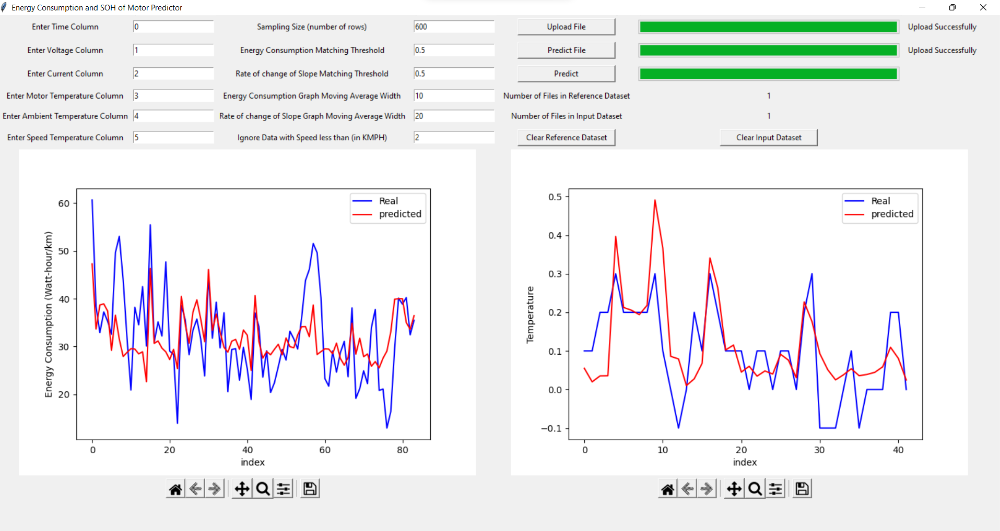 Energy Consumption and SOH of Motor Predictor
Enter Time Column 0 Sampling Size (number of rows) 600 Upload File Upload Successfully
Enter Voltage Column 1 Energy Consumption Matching Threshold 0.5 Predict File Upload Successfully
Enter Current Column 2 Rate of change of Slope Matching Threshold 0.5 Predict
Enter Motor Temperature Column 3 Energy Consumption Graph Moving Average Width 10 Number of Files in Reference Dataset 1
Enter Ambient Temperature Column 4 Rate of change of Slope Graph Moving Average Width 20 Number of Files in Input Dataset 1
Enter Speed Temperature Column 5 Ignore Data with Speed less than (in KMPH) 2 Clear Reference Dataset Clear Input Dataset
Real
predicted
Energy Consumption (Watt-hour/km)
60
50
40
30
20
0 20 40 60 80
index
Real
predicted
Temperature
0.5
0.4
0.3
0.2
0.1
0.0
−0.1
0 10 20 30 40
index